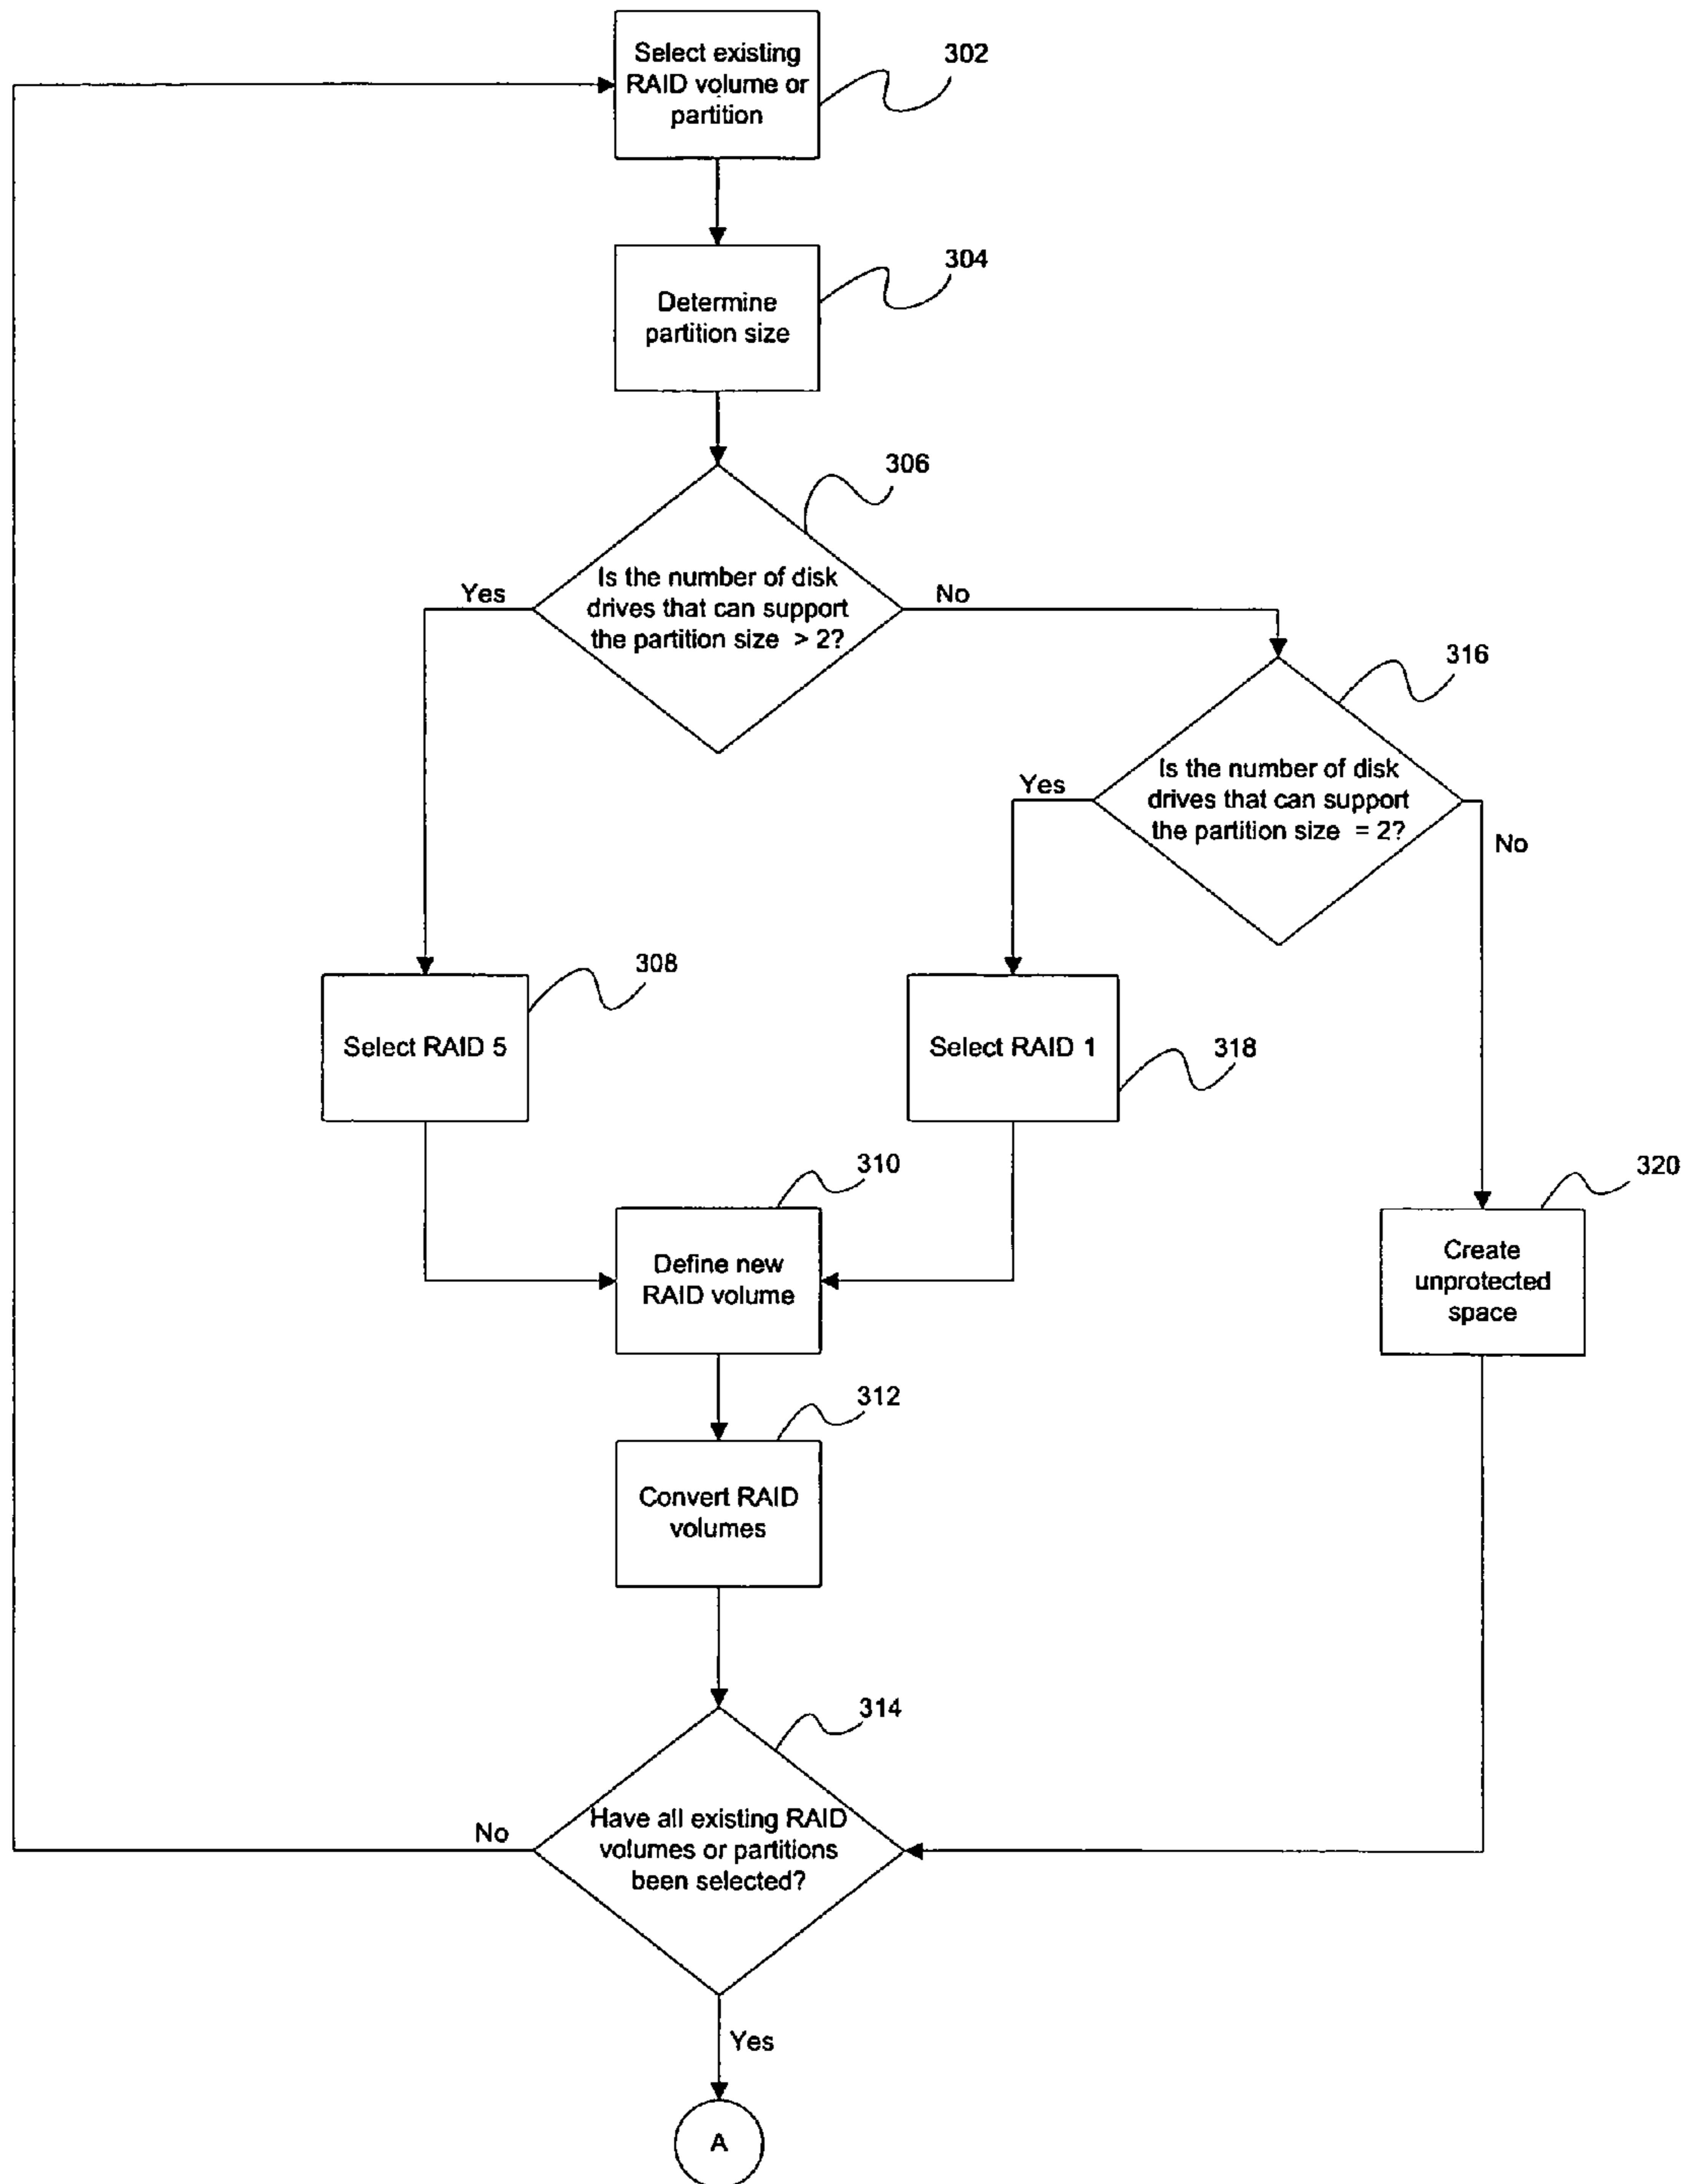 Select existing
RAID volume or
partition
302
Determine
partition size
304
306
Is the number of disk
drives that can support
the partition size > 2?
Yes
No
316
Is the number of disk
drives that can support
the partition size = 2?
Yes
No
308
Select RAID 5
Select RAID 1
318
310
Define new
RAID volume
320
Create
unprotected
space
312
Convert RAID
volumes
314
Have all existing RAID
volumes or partitions
been selected?
No
Yes
A